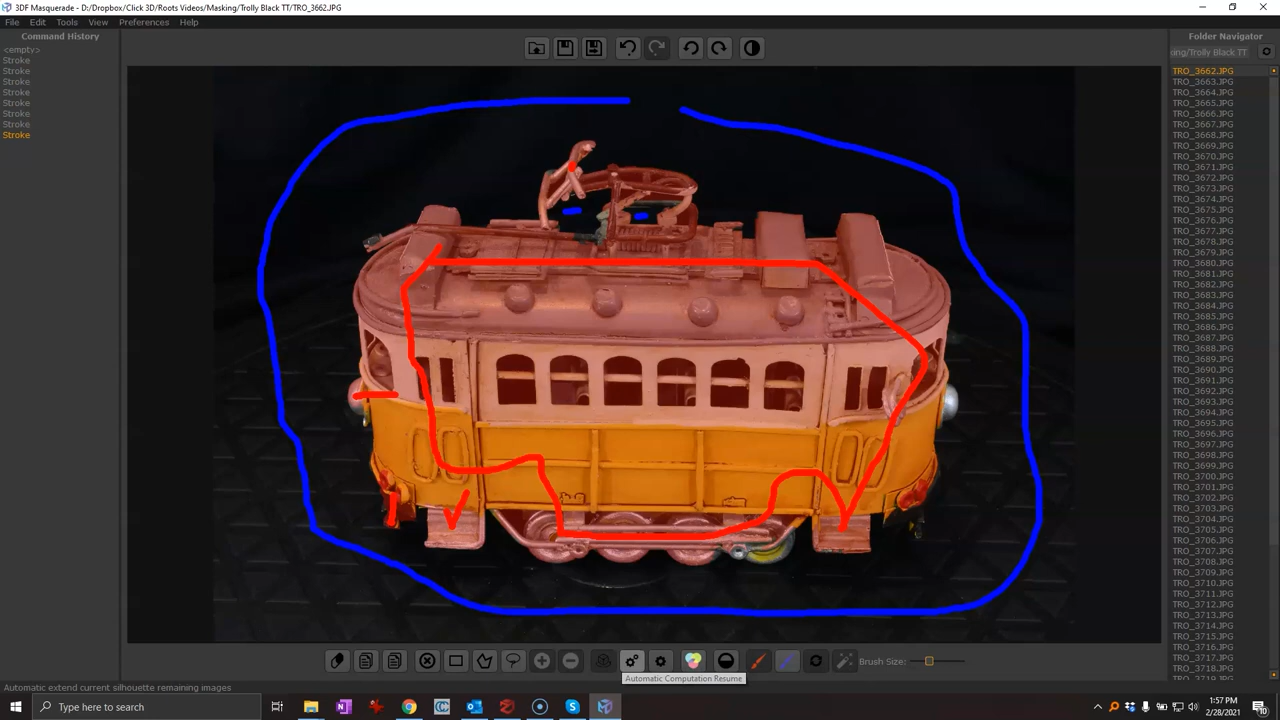 3DF Masquerade - D:/Dropbox/Click 3D/Roots Videos/Masking/Trolly Black TT/TRO_3662.JPG
File Edit Tools View Preferences Help
Command History
<empty>
Stroke
Stroke
Stroke
Stroke
Stroke
Stroke
Stroke
Stroke
Folder Navigator
king/Trolly Black TT
TRO_3662.JPG
TRO_3663.JPG
TRO_3664.JPG
TRO_3665.JPG
TRO_3666.JPG
TRO_3667.JPG
TRO_3668.JPG
TRO_3669.JPG
TRO_3670.JPG
TRO_3671.JPG
TRO_3672.JPG
TRO_3673.JPG
TRO_3674.JPG
TRO_3675.JPG
TRO_3676.JPG
TRO_3677.JPG
TRO_3678.JPG
TRO_3679.JPG
TRO_3680.JPG
TRO_3681.JPG
TRO_3682.JPG
TRO_3683.JPG
TRO_3684.JPG
TRO_3685.JPG
TRO_3686.JPG
TRO_3687.JPG
TRO_3688.JPG
TRO_3689.JPG
TRO_3690.JPG
TRO_3691.JPG
TRO_3692.JPG
TRO_3693.JPG
TRO_3694.JPG
TRO_3695.JPG
TRO_3696.JPG
TRO_3697.JPG
TRO_3698.JPG
TRO_3699.JPG
TRO_3700.JPG
TRO_3701.JPG
TRO_3702.JPG
TRO_3703.JPG
TRO_3704.JPG
TRO_3705.JPG
TRO_3706.JPG
TRO_3707.JPG
TRO_3708.JPG
TRO_3709.JPG
TRO_3710.JPG
TRO_3711.JPG
TRO_3712.JPG
TRO_3713.JPG
TRO_3714.JPG
TRO_3715.JPG
TRO_3716.JPG
TRO_3717.JPG
TRO_3718.JPG
TRO_3719.JPG
Brush Size:
Automatic Computation Resume
Automatic extend current silhouette remaining images
Type here to search
1:57 PM
2/28/2021
10